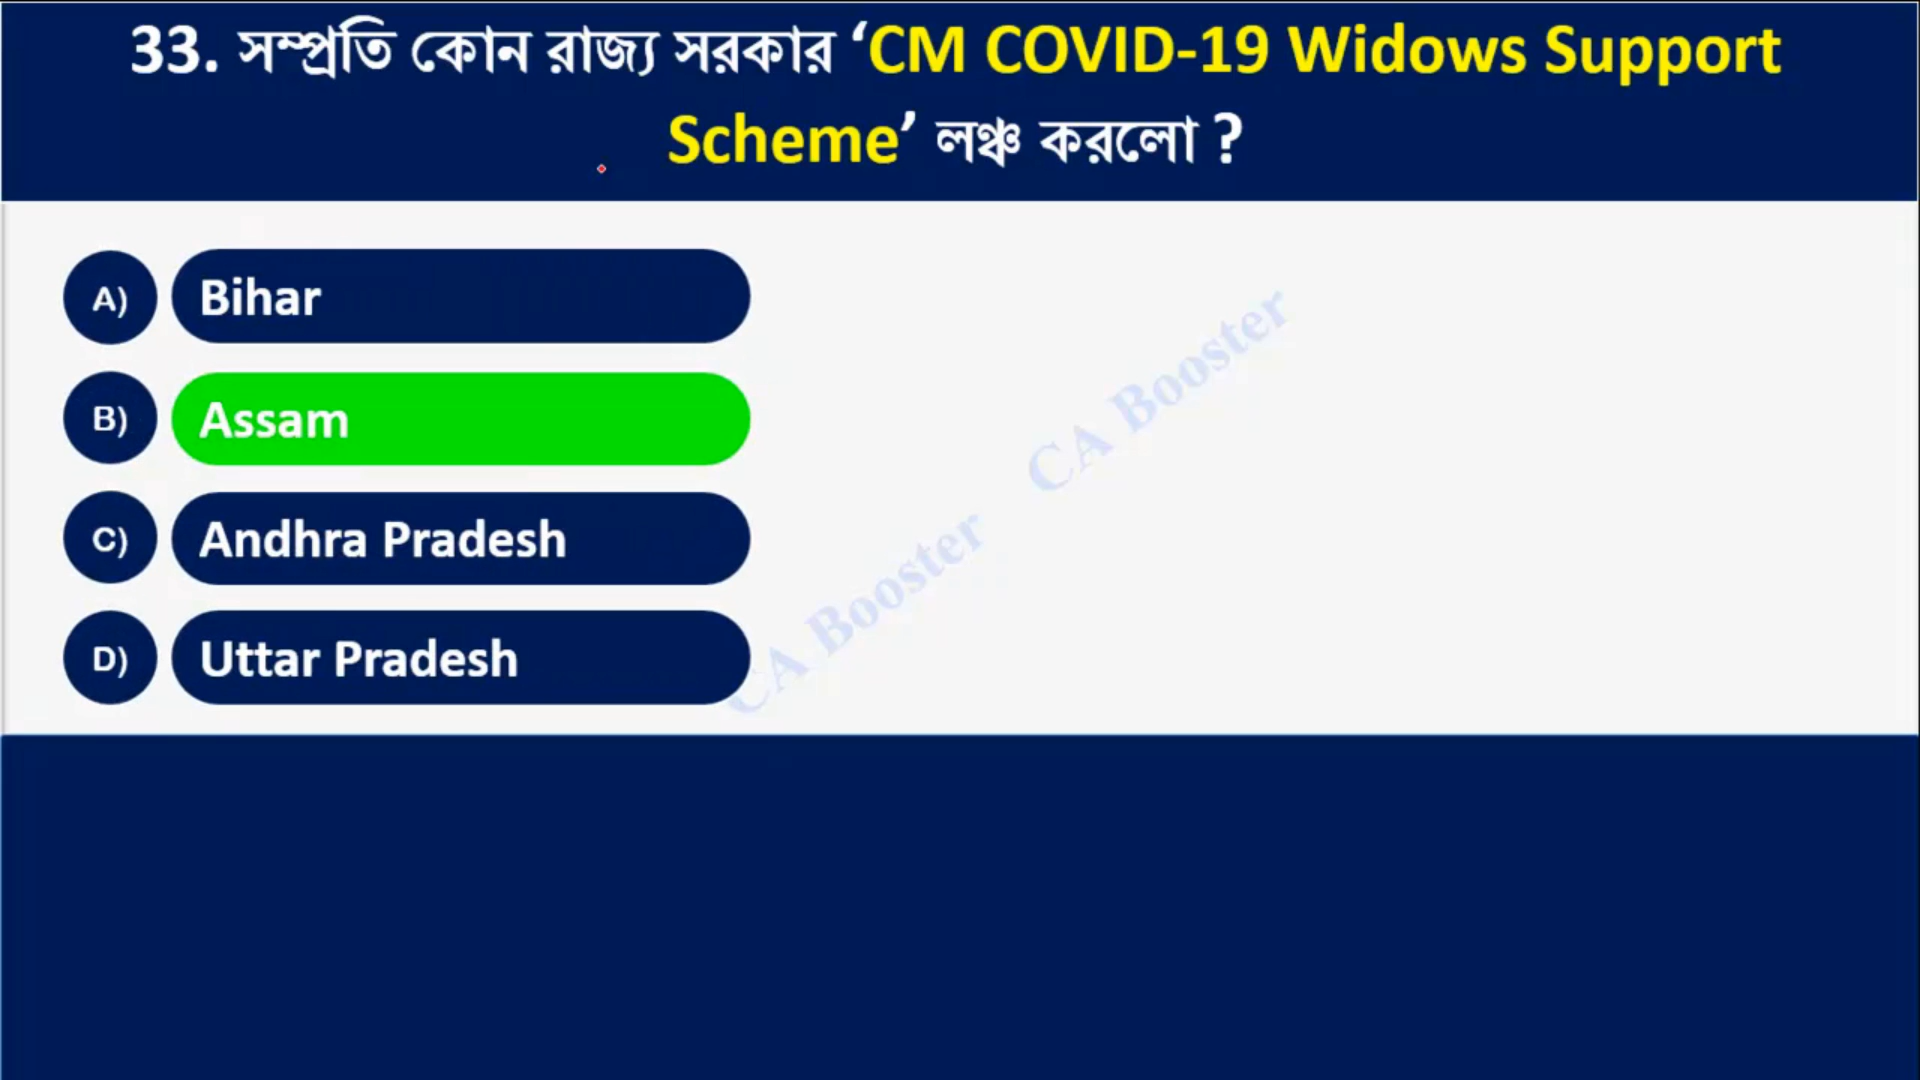 33. সম্প্রতি কোন রাজ্য সরকার ‘CM COVID-19 Widows Support
Scheme’ লঞ্চ করলো ?
A) Bihar
B) Assam
C) Andhra Pradesh
D) Uttar Pradesh
CA Booster
CA Booster